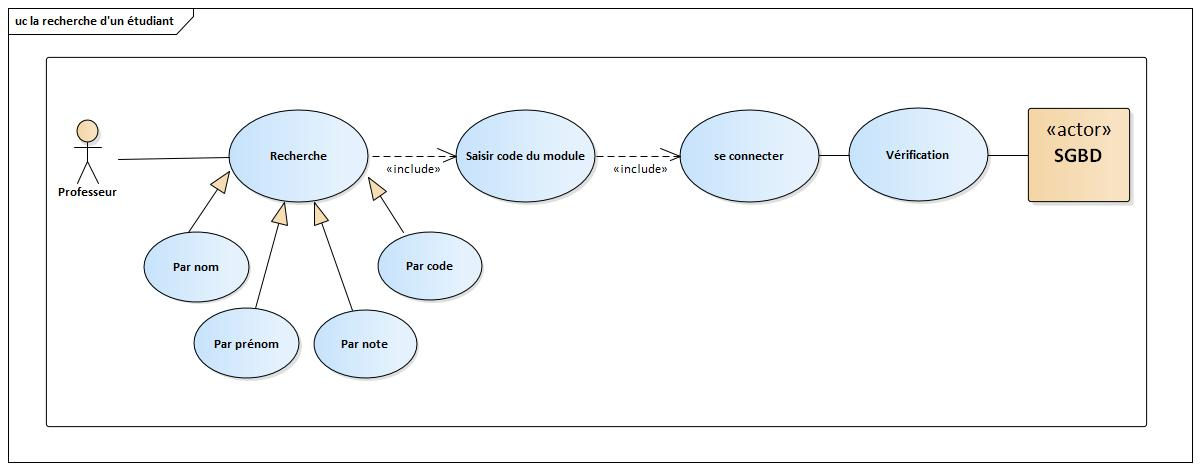 uc la recherche d'un étudiant
Professeur
Recherche
«include»
Saisir code du module
«include»
se connecter
Vérification
«actor»
SGBD
Par nom
Par code
Par prénom
Par note